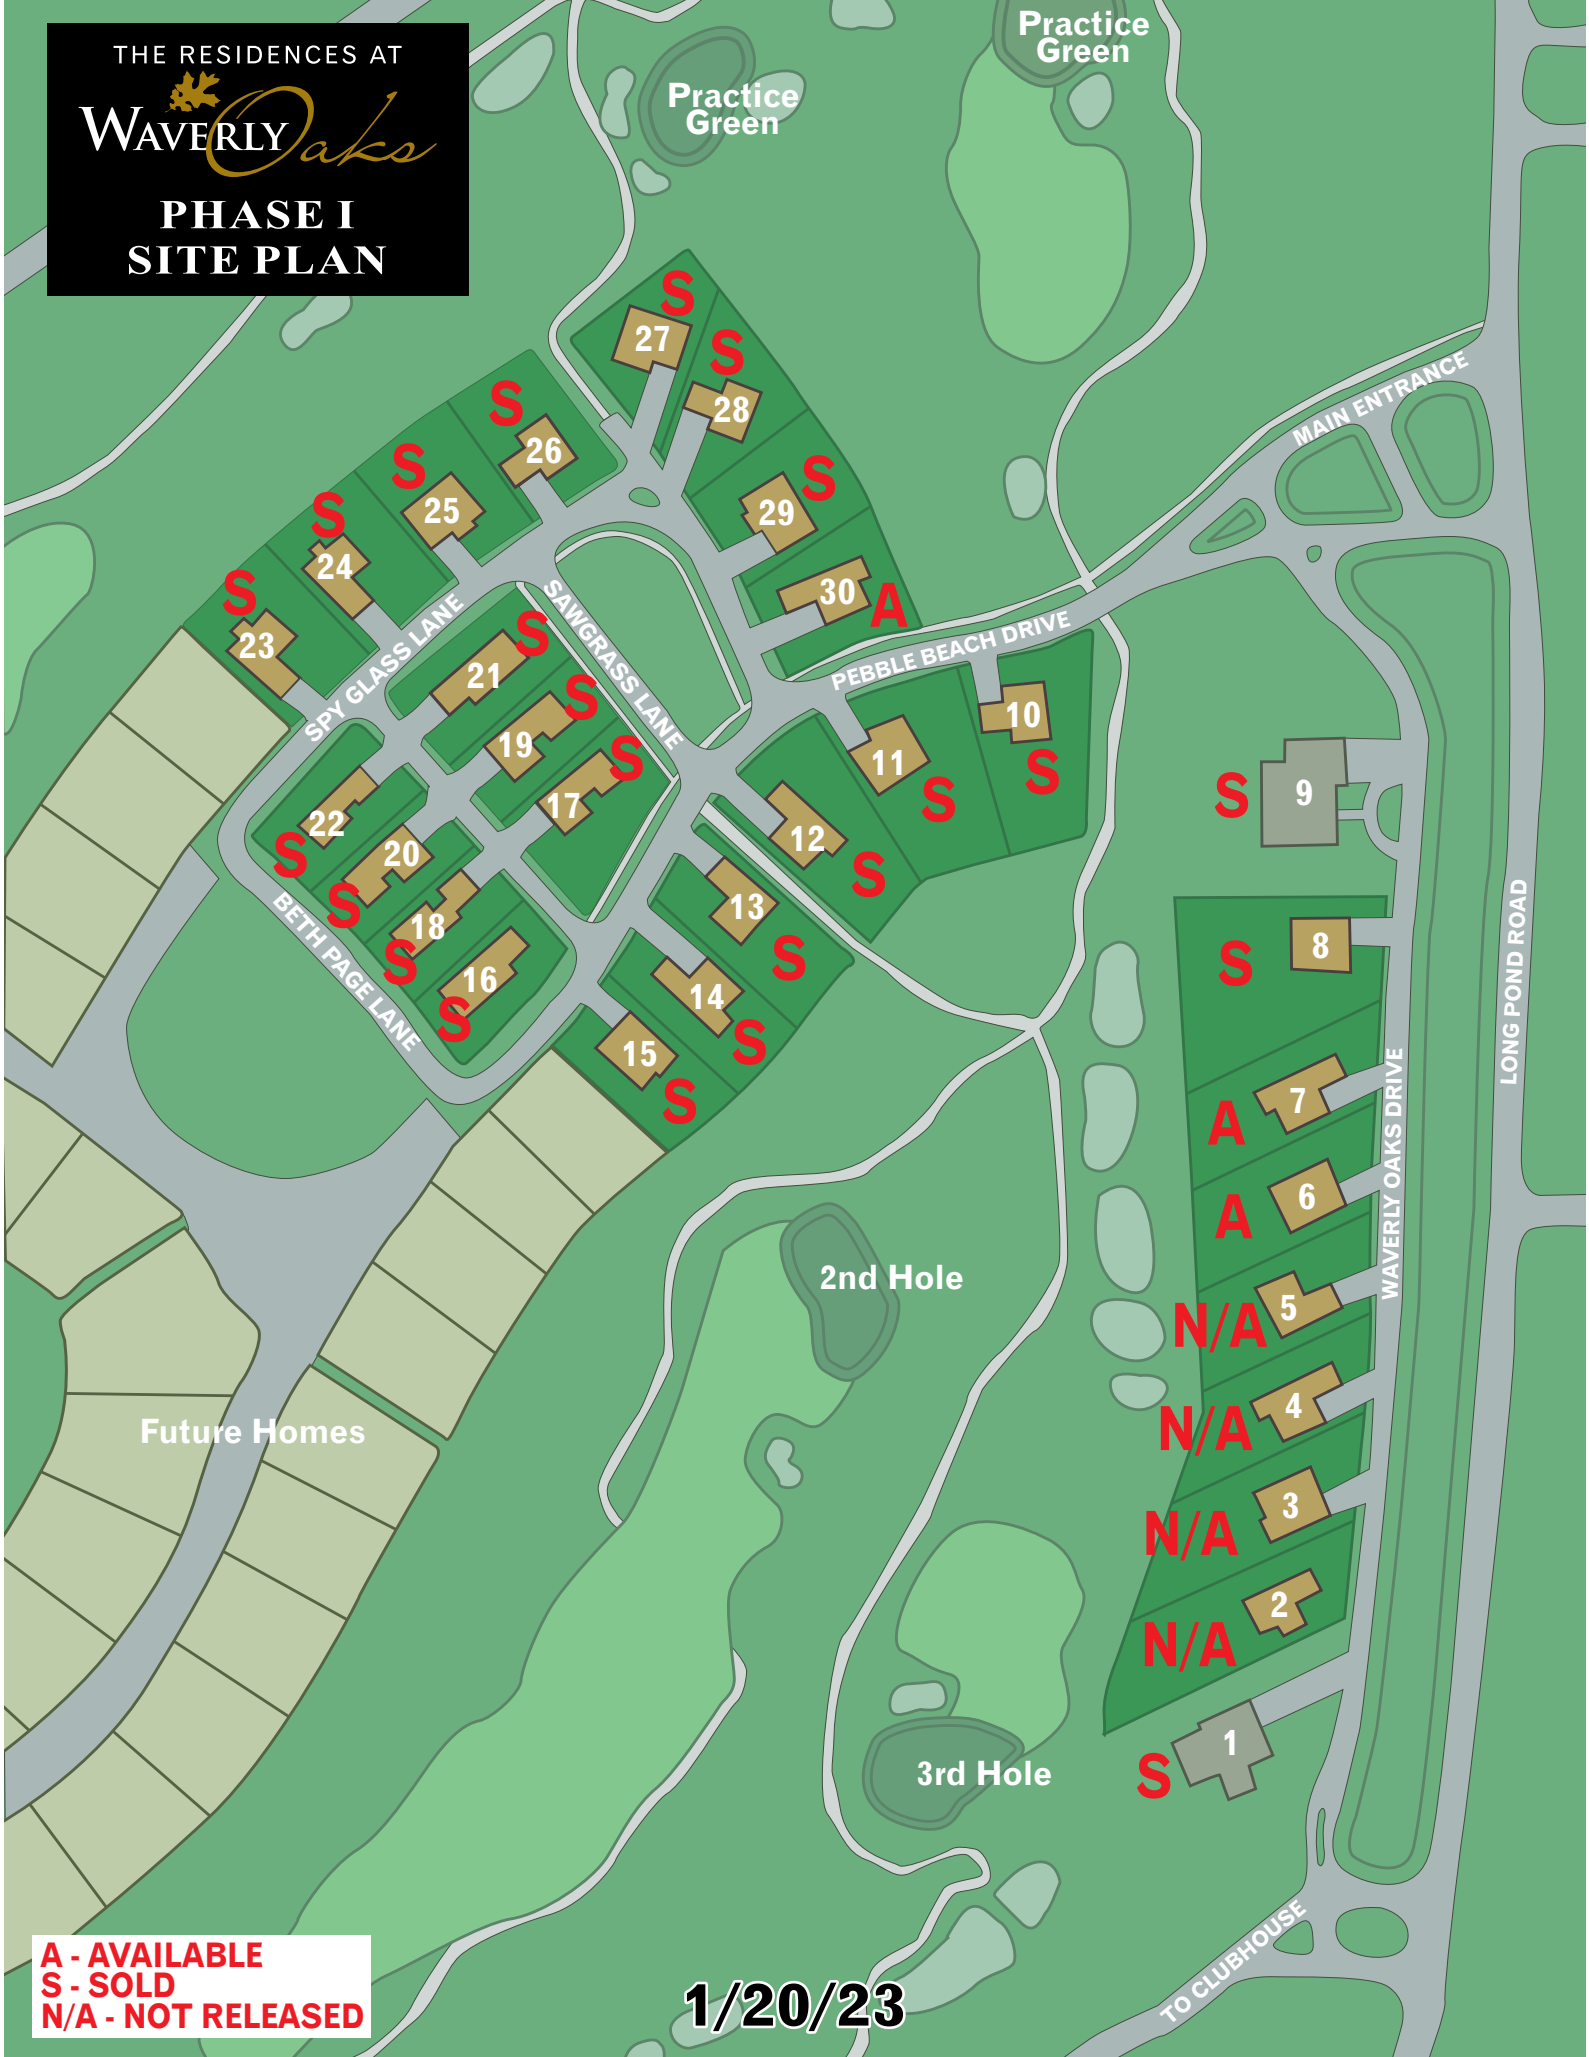 THE RESIDENCES AT
WAVERLY Oaks
PHASE I
SITE PLAN
Practice
Green
Practice
Green
S
27
S
28
S
26
S
25
S
29
S
24
30
A
S
23
MAIN ENTRANCE
PEBBLE BEACH DRIVE
SAWGRASS LANE
SPY GLASS LANE
S
21
S
19
S
17
10
S
11
S
12
S
9
S
22
S
20
S
18
S
16
S
BETH PAGE LANE
13
S
14
S
15
S
8
S
LONG POND ROAD
WAVERLY OAKS DRIVE
7
A
6
A
5
N/A
4
N/A
3
N/A
2
N/A
1
S
2nd Hole
Future Homes
3rd Hole
TO CLUBHOUSE
A - AVAILABLE
S - SOLD
N/A - NOT RELEASED
1/20/23